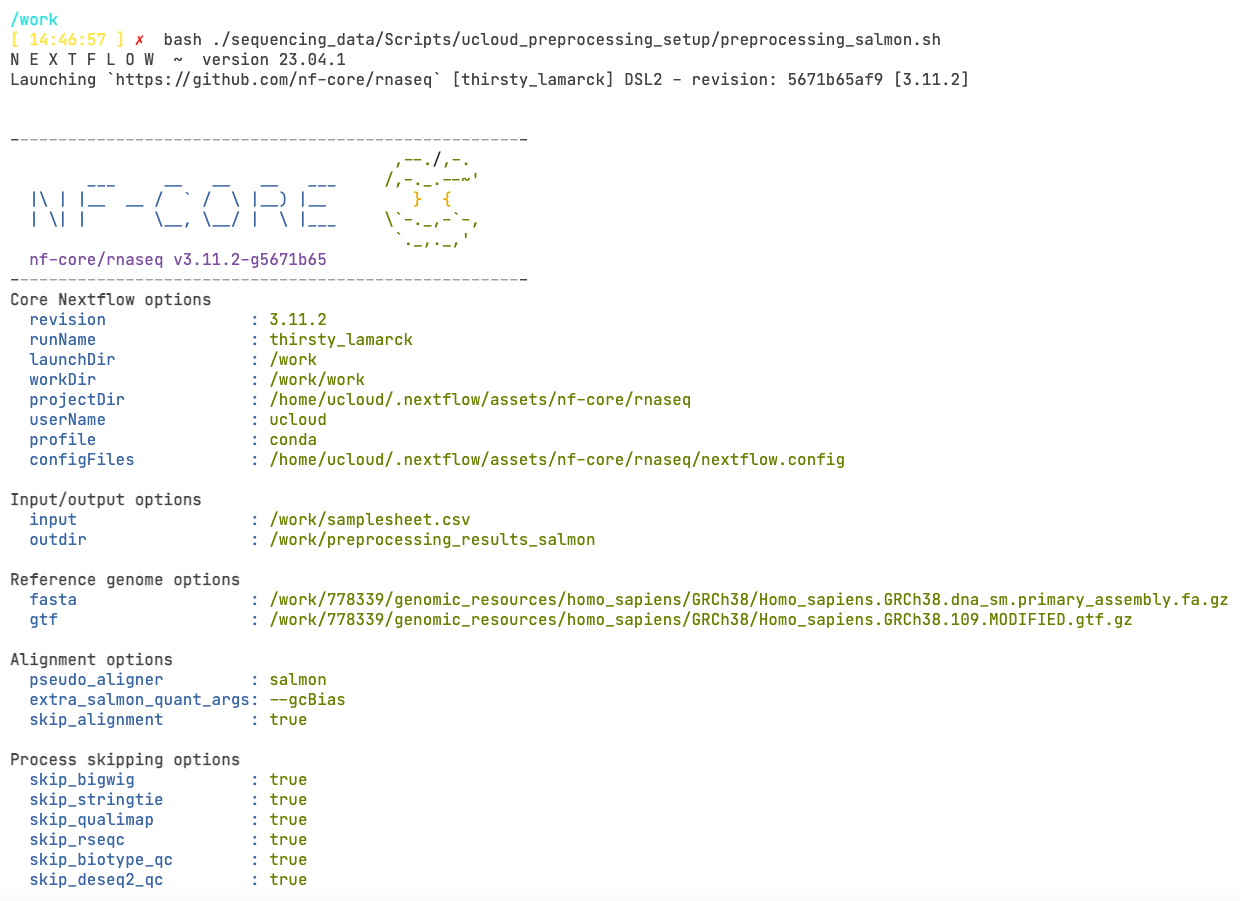 /work
[ 14:46:57 ] ✗  bash ./sequencing_data/Scripts/ucloud_preprocessing_setup/preprocessing_salmon.sh
N E X T F L O W  ~  version 23.04.1
Launching `https://github.com/nf-core/rnaseq` [thirsty_lamarck] DSL2 - revision: 5671b65af9 [3.11.2]
------------------------------------------------------
                                        ,--./,-.
        ___     __   __   __   ___     /,-._.--~'
  |\ | |__  __ /  ` /  \ |__) |__         }  {
  | \| |       \__, \__/ |  \ |___     \`-._,-`-,
                                        `._,._,'
  nf-core/rnaseq v3.11.2-g5671b65
------------------------------------------------------
Core Nextflow options
  revision               : 3.11.2
  runName                : thirsty_lamarck
  launchDir              : /work
  workDir                : /work/work
  projectDir             : /home/ucloud/.nextflow/assets/nf-core/rnaseq
  userName               : ucloud
  profile                : conda
  configFiles            : /home/ucloud/.nextflow/assets/nf-core/rnaseq/nextflow.config
Input/output options
  input                  : /work/samplesheet.csv
  outdir                 : /work/preprocessing_results_salmon
Reference genome options
  fasta                  : /work/778339/genomic_resources/homo_sapiens/GRCh38/Homo_sapiens.GRCh38.dna_sm.primary_assembly.fa.gz
  gtf                    : /work/778339/genomic_resources/homo_sapiens/GRCh38/Homo_sapiens.GRCh38.109.MODIFIED.gtf.gz
Alignment options
  pseudo_aligner         : salmon
  extra_salmon_quant_args: --gcBias
  skip_alignment         : true
Process skipping options
  skip_bigwig            : true
  skip_stringtie         : true
  skip_qualimap          : true
  skip_rseqc             : true
  skip_biotype_qc        : true
  skip_deseq2_qc         : true